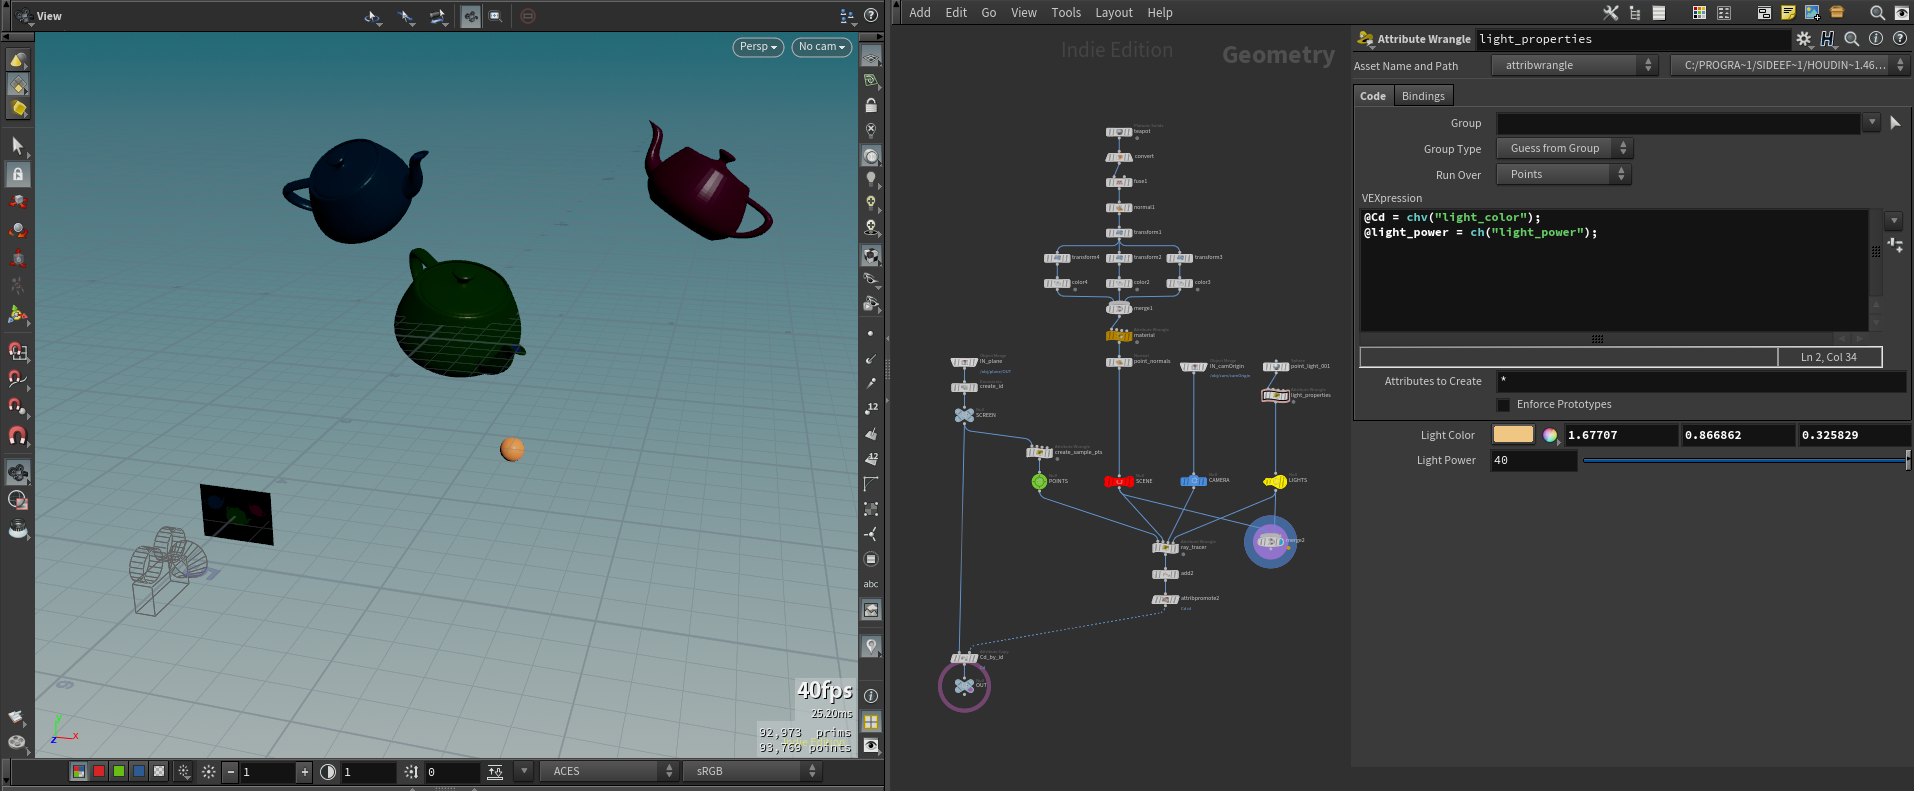 View
Persp
No cam
40fps
25.20ms
92,973 prims
93,769 points
12
12
abc
1
1
0
ACES
sRGB
Add Edit Go View Tools Layout Help
Indie Edition
Geometry
teapot
convert
fuse1
normal1
transform1
transform4
transform2
transform3
color4
color2
color3
merge1
material
IN_plane
create_id
SCREEN
point_normals
IN_camOrigin
point_light_001
light_properties
create_sample_pts
POINTS
SCENE
CAMERA
LIGHTS
ray_tracer
merge2
add2
attribpromote2
Cd_by_id
OUT
Attribute Wrangle light_properties
Asset Name and Path attribwrangle C:/PROGRA~1/SIDEEF~1/HOUDIN~1.46...
Code Bindings
Group
Group Type Guess from Group
Run Over Points
VEXpression
@Cd = chv("light_color");
@light_power = ch("light_power");
Ln 2, Col 34
Attributes to Create *
Enforce Prototypes
Light Color 1.67707 0.866862 0.325829
Light Power 40